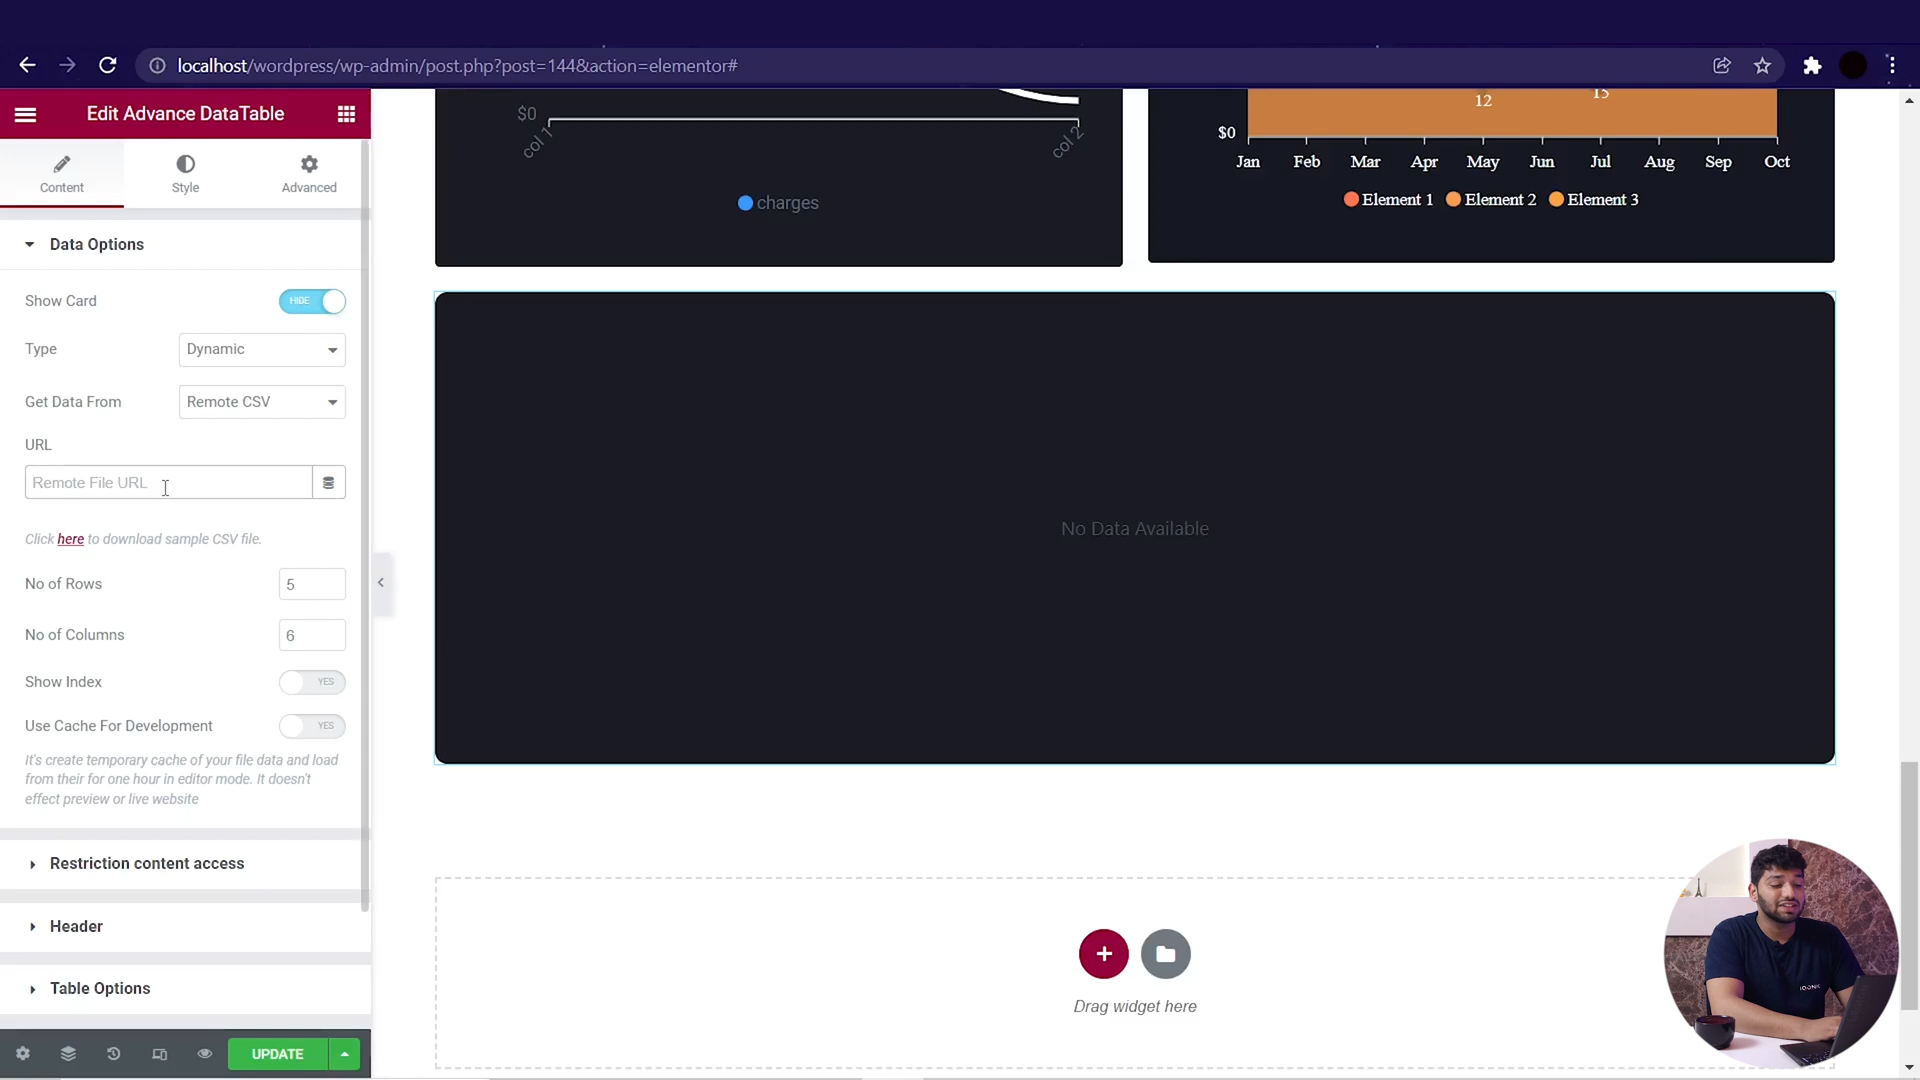 localhost/wordpress/wp-admin/post.php?post=144&action=elementor#
Edit Advance DataTable
Content
Style
Advanced
Data Options
Show Card
HIDE
Type
Dynamic
Get Data From
Remote CSV
URL
Remote File URL
Click here to download sample CSV file.
No of Rows
5
No of Columns
6
Show Index
YES
Use Cache For Development
YES
It's create temporary cache of your file data and load
from their for one hour in editor mode. It doesn't
effect preview or live website
Restriction content access
Header
Table Options
UPDATE
$0
col 1
col 2
charges
12
15
$0
Jan Feb Mar Apr May Jun Jul Aug Sep Oct
Element 1 Element 2 Element 3
No Data Available
Drag widget here